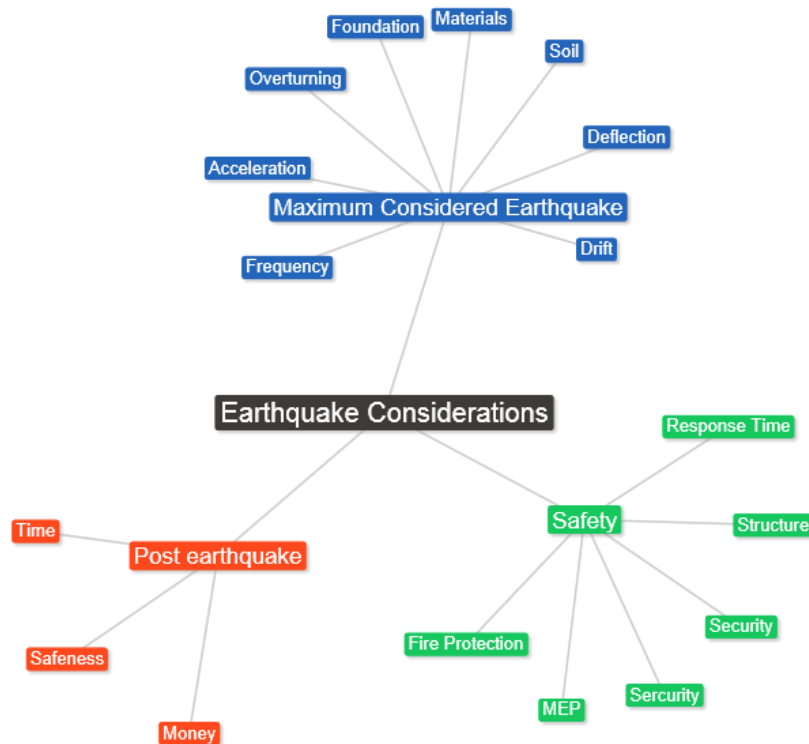 Materials
Foundation
Soil
Overturning
Deflection
Acceleration
Maximum Considered Earthquake
Drift
Frequency
Earthquake Considerations
Response Time
Safety
Structure
Time
Post earthquake
Security
Fire Protection
Safeness
Sercurity
MEP
Money